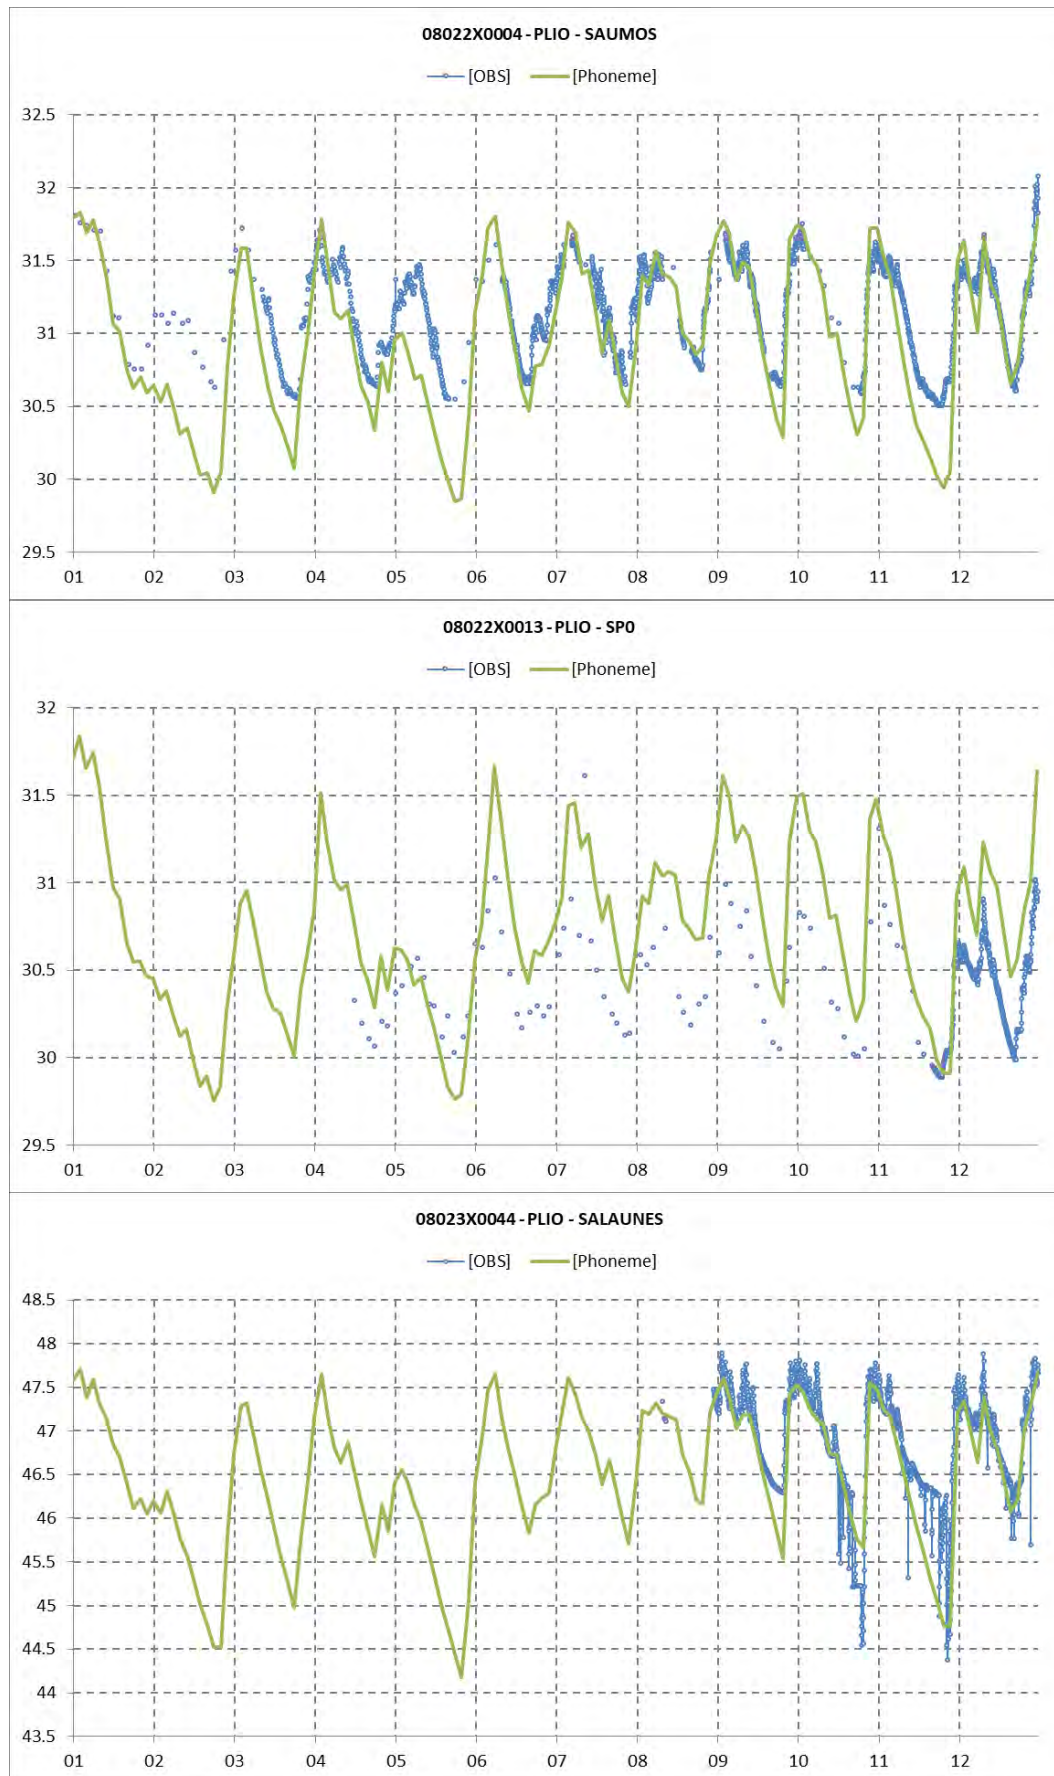 08022X0004 - PLIO - SAUMOS
[OBS] [Phoneme]
32.5
32
31.5
31
30.5
30
29.5
01 02 03 04 05 06 07 08 09 10 11 12
08022X0013 - PLIO - SP0
[OBS] [Phoneme]
32
31.5
31
30.5
30
29.5
01 02 03 04 05 06 07 08 09 10 11 12
08023X0044 - PLIO - SALAUNES
[OBS] [Phoneme]
48.5
48
47.5
47
46.5
46
45.5
45
44.5
44
43.5
01 02 03 04 05 06 07 08 09 10 11 12